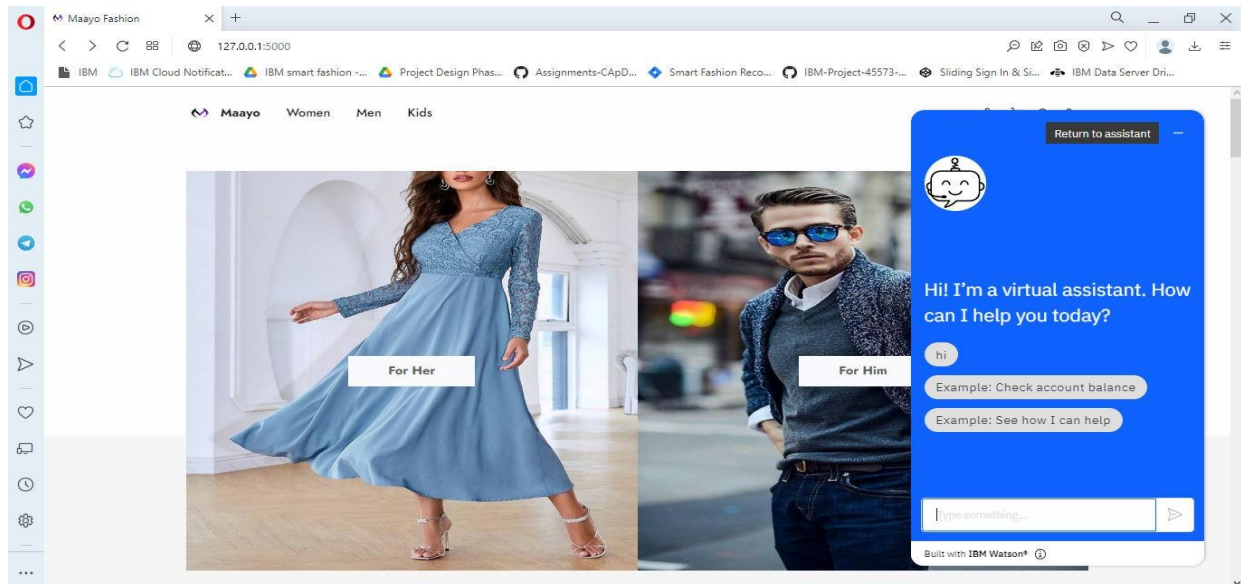 Maayo Fashion
127.0.0.1:5000
IBM IBM Cloud Notificat... IBM smart fashion -... Project Design Phas... Assignments-CApD... Smart Fashion Reco... IBM-Project-45573-... Sliding Sign In & Si... IBM Data Server Dri...
Maayo Women Men Kids
Return to assistant
Hi! I'm a virtual assistant. How
can I help you today?
hi
Example: Check account balance
Example: See how I can help
For Her
For Him
Type something...
Built with IBM Watson®